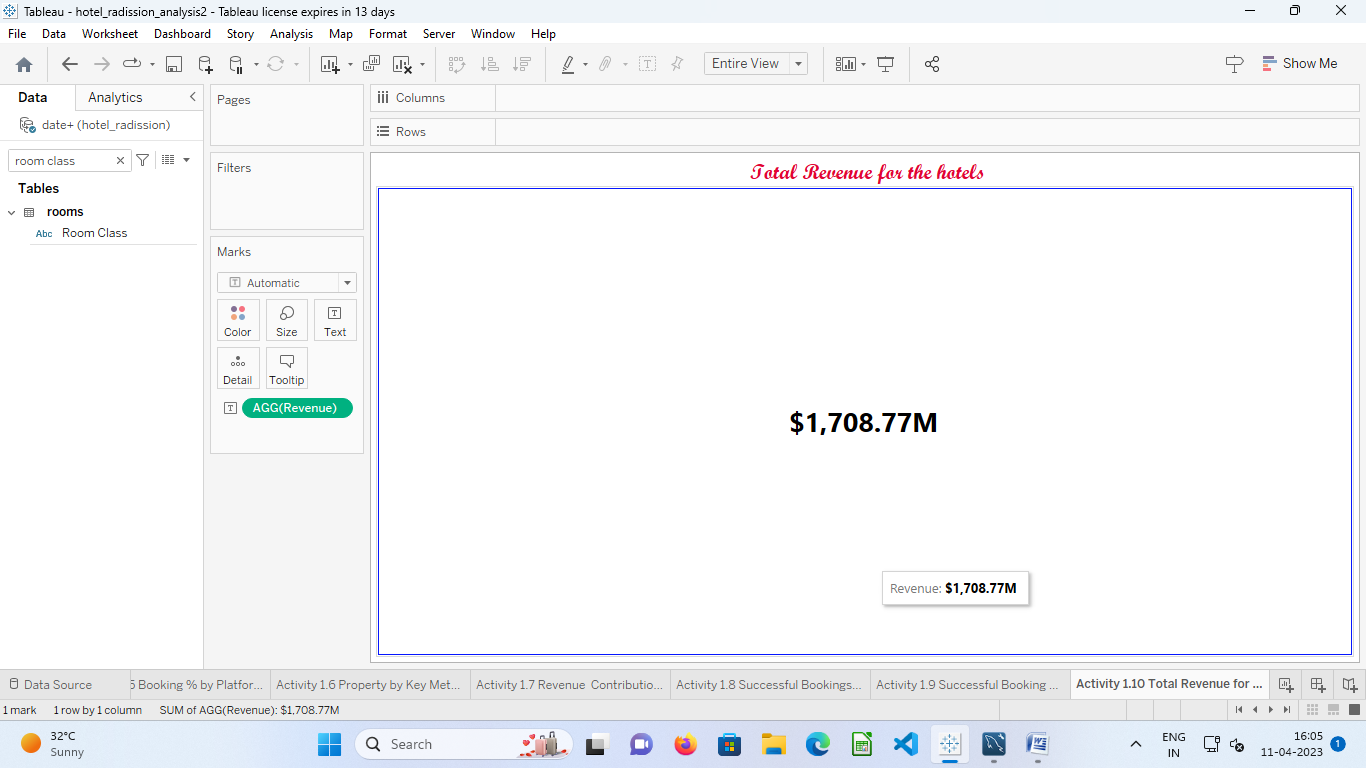 Tableau - hotel_radission_analysis2 - Tableau license expires in 13 days
File Data Worksheet Dashboard Story Analysis Map Format Server Window Help
Entire View
Show Me
Data Analytics
date+ (hotel_radission)
room class
Tables
rooms
Abc Room Class
Pages
Filters
Marks
Automatic
Color Size Text
Detail Tooltip
AGG(Revenue)
Columns
Rows
Total Revenue for the hotels
$1,708.77M
Revenue: $1,708.77M
Data Source 5 Booking % by Platfor... Activity 1.6 Property by Key Met... Activity 1.7 Revenue Contributio... Activity 1.8 Successful Bookings... Activity 1.9 Successful Booking ... Activity 1.10 Total Revenue for ...
1 mark 1 row by 1 column SUM of AGG(Revenue): $1,708.77M
32°C
Sunny
Search
ENG
IN
16:05
11-04-2023
1